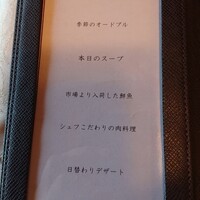 季節のオードブル
本日のスープ
市場より入荷した鮮魚
シェフこだわりの肉料理
日替わりデザート